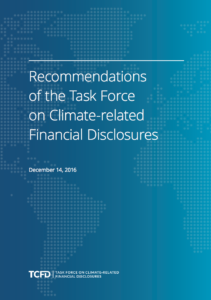 Recommendations
of the Task Force
on Climate-related
Financial Disclosures
December 14, 2016
TCFD | TASK FORCE ON CLIMATE-RELATED
FINANCIAL DISCLOSURES